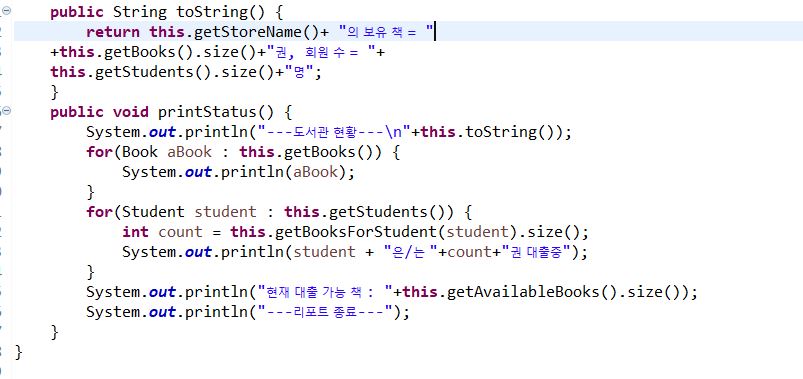 public String toString() {
return this.getStoreName()+ "의 보유 책 = "
+this.getBooks().size()+"권, 회원 수 = "+
this.getStudents().size()+"명";
}
public void printStatus() {
System.out.println("---도서관 현황---\n"+this.toString());
for(Book aBook : this.getBooks()) {
System.out.println(aBook);
}
for(Student student : this.getStudents()) {
int count = this.getBooksForStudent(student).size();
System.out.println(student + "은/는 "+count+"권 대출중");
}
System.out.println("현재 대출 가능 책 : "+this.getAvailableBooks().size());
System.out.println("---리포트 종료---");
}
}